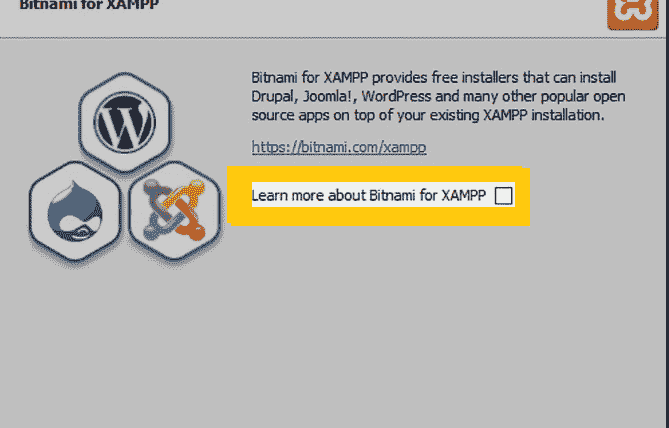 Bitnami for XAMPP
Bitnami for XAMPP provides free installers that can install
Drupal, Joomla!, WordPress and many other popular open
source apps on top of your existing XAMPP installation.
https://bitnami.com/xampp
Learn more about Bitnami for XAMPP